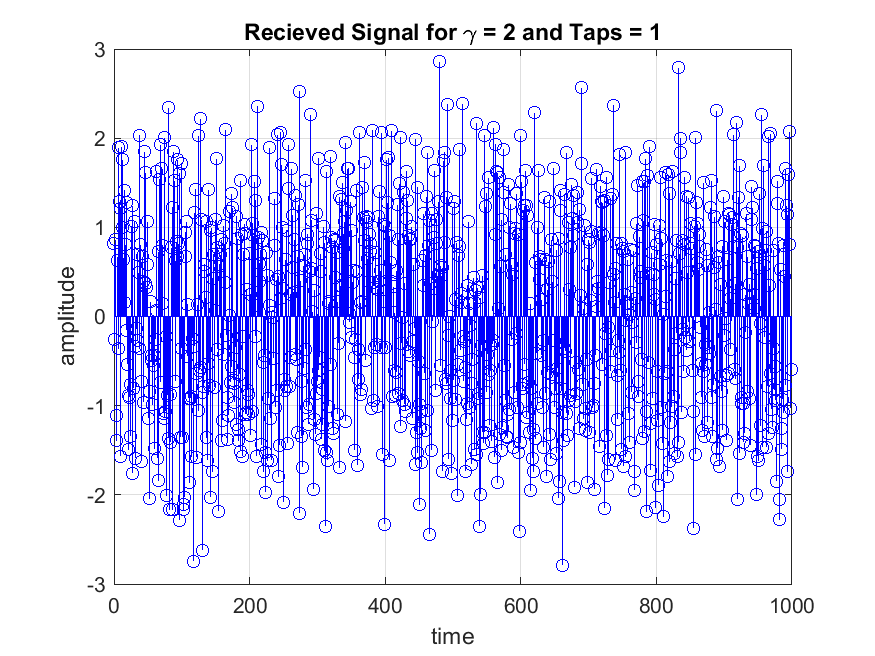 Recieved Signal for γ = 2 and Taps = 1
3
2
1
0
-1
-2
-3
amplitude
0 200 400 600 800 1000
time